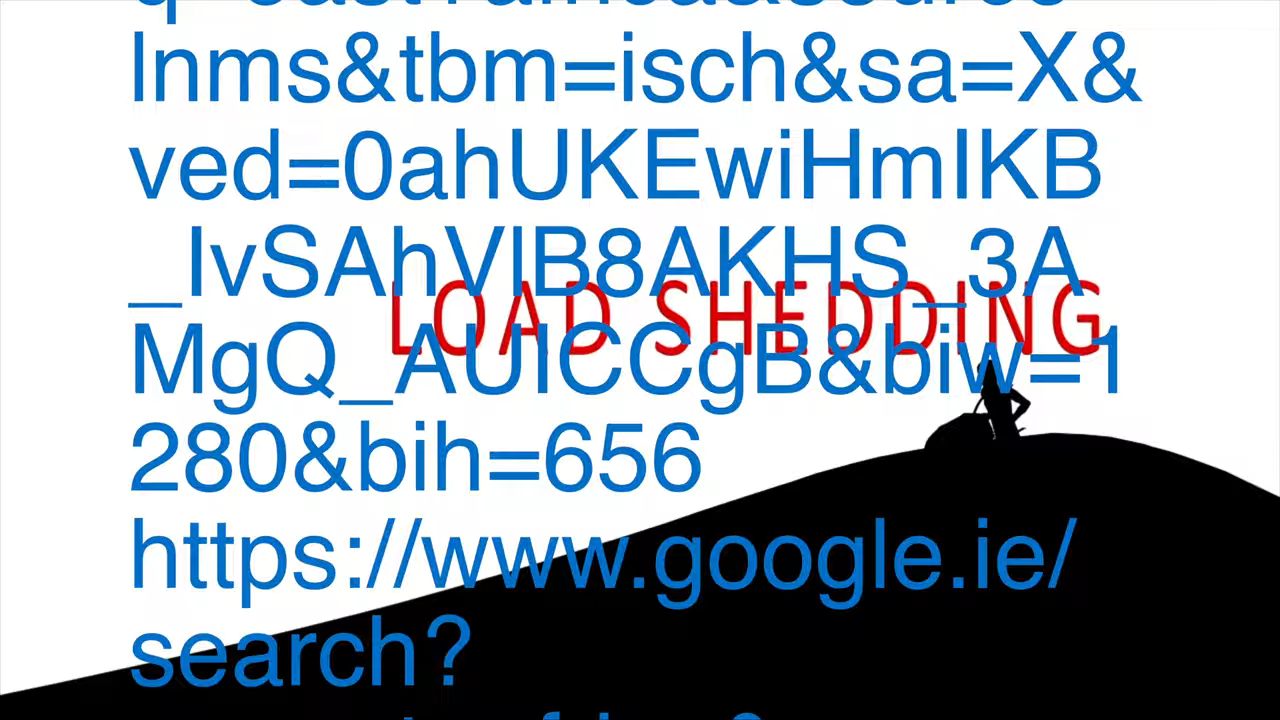 lnms&tbm=isch&sa=X&
ved=0ahUKEwiHmIKB
_IvSAhVIB8AKHS_3A
LOAD SHEDDING
MgQ_AUICCgB&biw=1
280&bih=656
https://www.google.ie/
search?